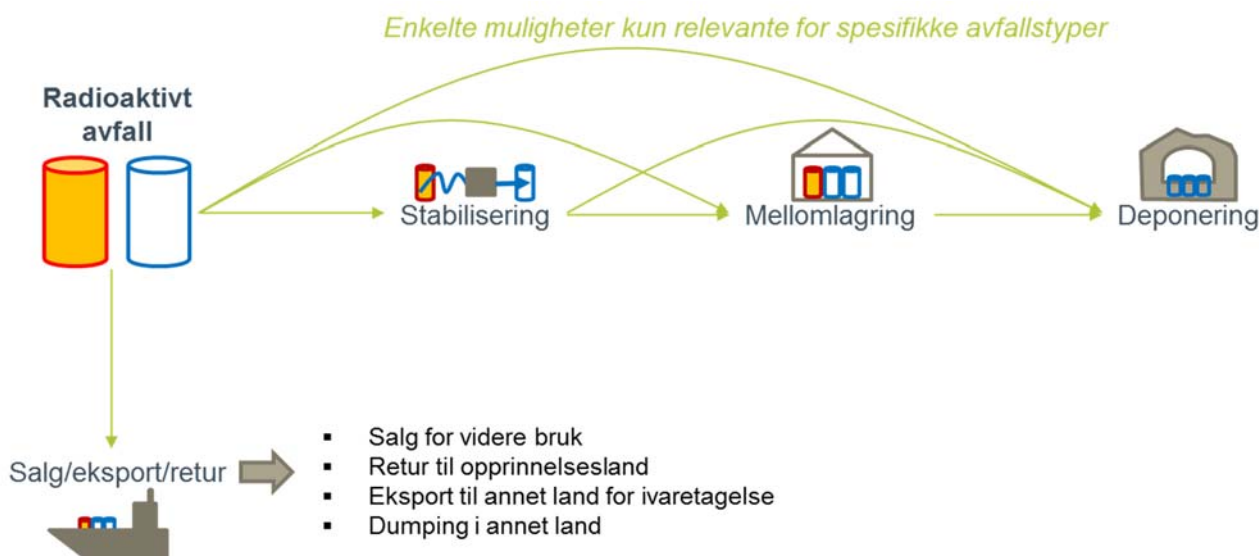 Enkelte muligheter kun relevante for spesifikke avfallstyper
Radioaktivt
avfall
Stabilisering
Mellomlagring
Deponering
Salg/eksport/retur
▪ Salg for videre bruk
▪ Retur til opprinnelsesland
▪ Eksport til annet land for ivaretagelse
▪ Dumping i annet land